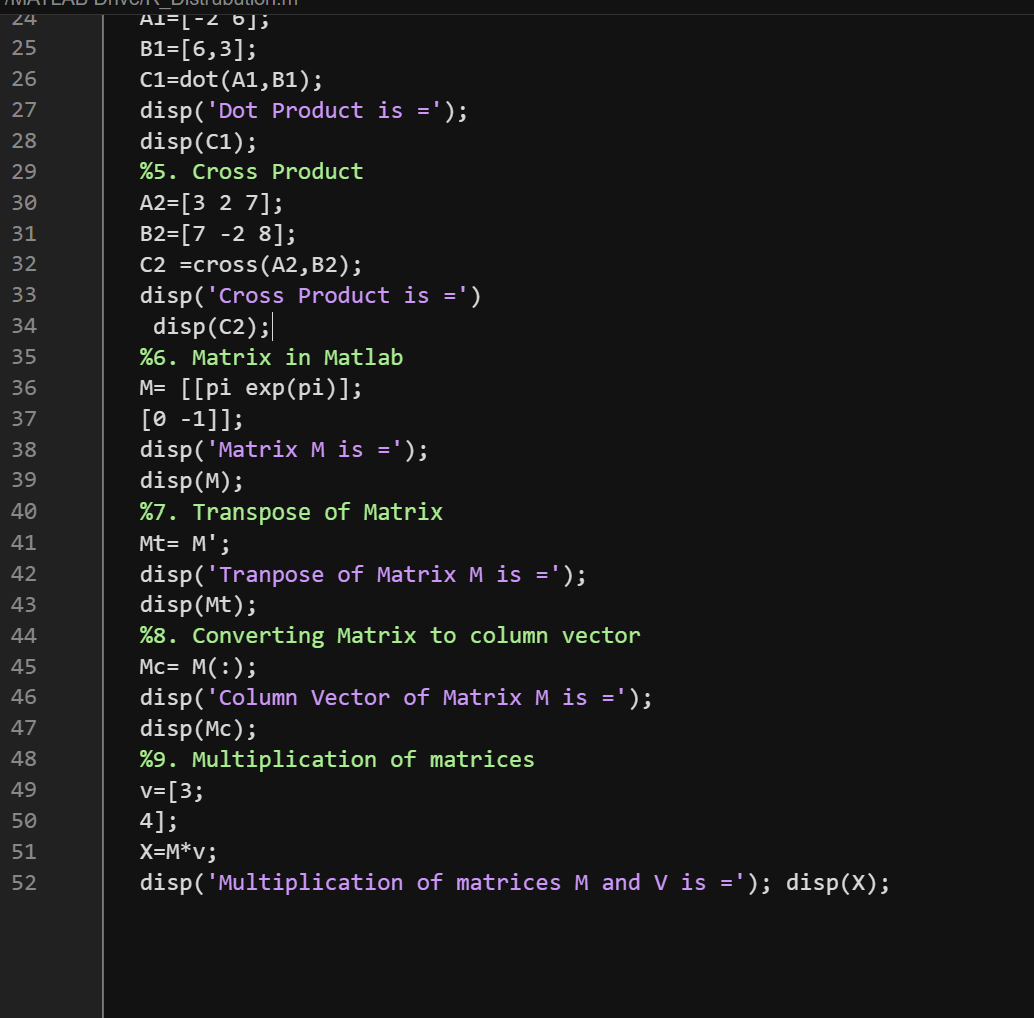 /MATLAB Drive/R_Distrubation.m
24 A1=[-2 6];
25 B1=[6,3];
26 C1=dot(A1,B1);
27 disp('Dot Product is =');
28 disp(C1);
29 %5. Cross Product
30 A2=[3 2 7];
31 B2=[7 -2 8];
32 C2 =cross(A2,B2);
33 disp('Cross Product is =')
34 disp(C2);
35 %6. Matrix in Matlab
36 M= [[pi exp(pi)];
37 [0 -1]];
38 disp('Matrix M is =');
39 disp(M);
40 %7. Transpose of Matrix
41 Mt= M';
42 disp('Tranpose of Matrix M is =');
43 disp(Mt);
44 %8. Converting Matrix to column vector
45 Mc= M(:);
46 disp('Column Vector of Matrix M is =');
47 disp(Mc);
48 %9. Multiplication of matrices
49 v=[3;
50 4];
51 X=M*v;
52 disp('Multiplication of matrices M and V is ='); disp(X);